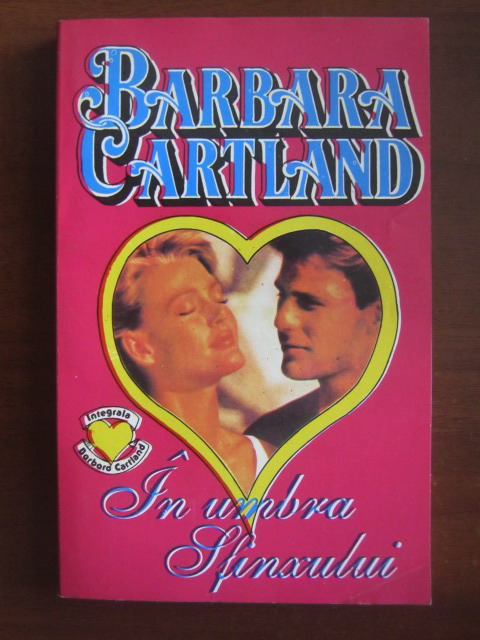 BARBARA
CARTLAND
Integrala
Barbara Cartland
În umbra
Sfinxului